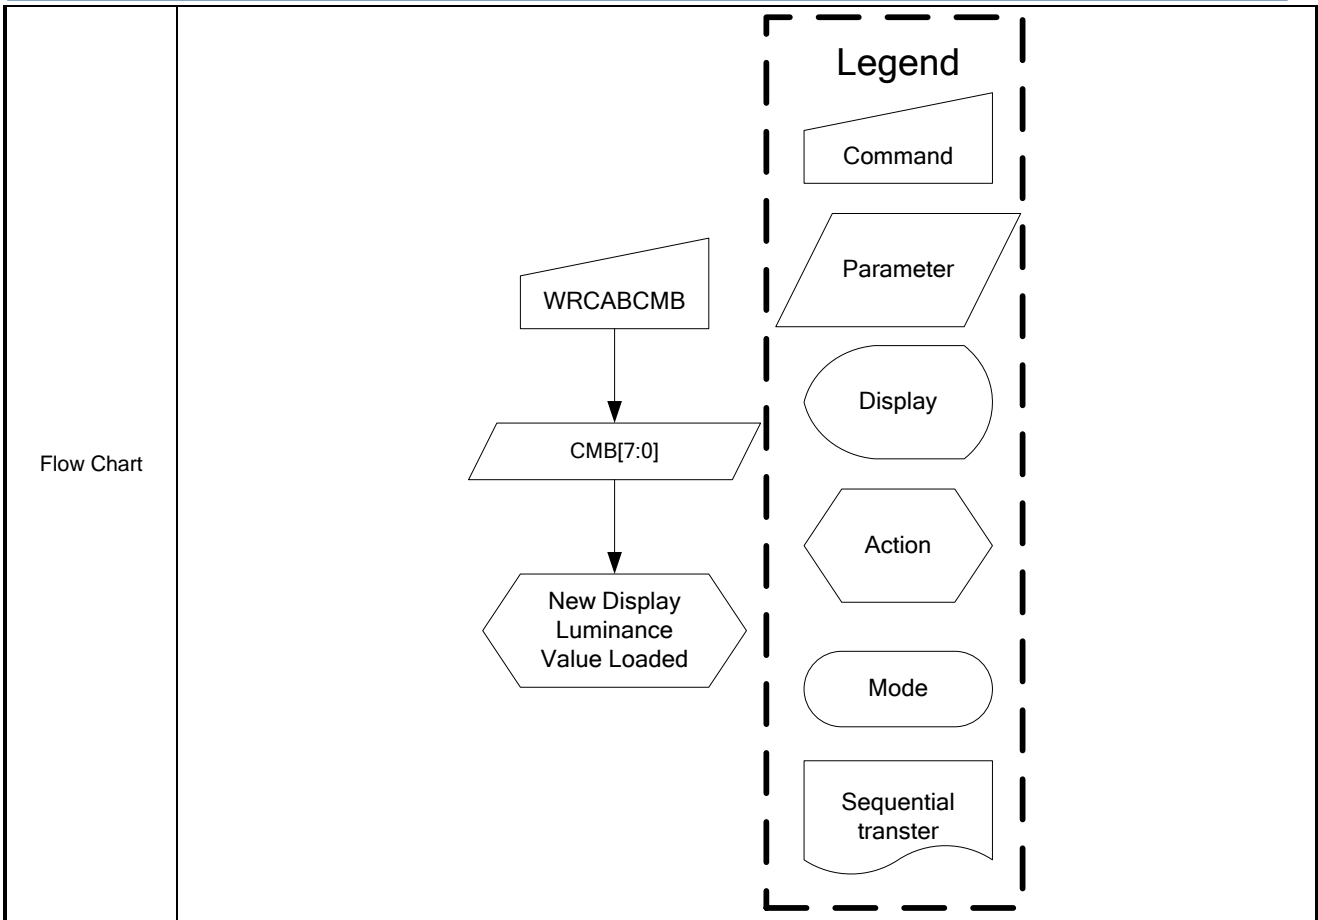 Flow Chart
WRCABCMB
CMB[7:0]
New Display
Luminance
Value Loaded
Legend
Command
Parameter
Display
Action
Mode
Sequential
transter